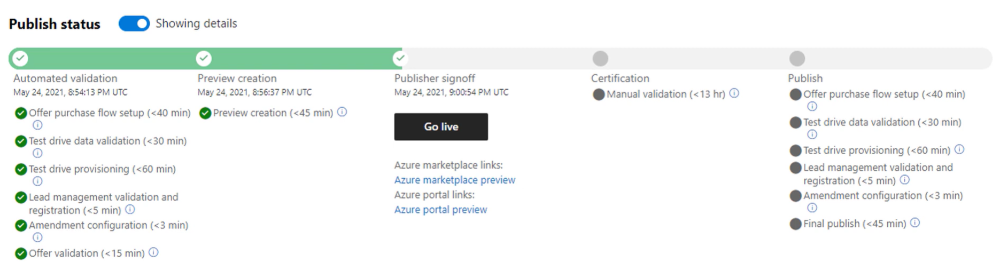 Publish status
Showing details
Automated validation
May 24, 2021, 8:54:13 PM UTC
Offer purchase flow setup (<40 min)
Test drive data validation (<30 min)
Test drive provisioning (<60 min)
Lead management validation and
registration (<5 min)
Amendment configuration (<3 min)
Offer validation (<15 min)
Preview creation
May 24, 2021, 8:56:37 PM UTC
Preview creation (<45 min)
Publisher signoff
May 24, 2021, 9:00:54 PM UTC
Go live
Azure marketplace links:
Azure marketplace preview
Azure portal links:
Azure portal preview
Certification
Manual validation (<13 hr)
Publish
Offer purchase flow setup (<40 min)
Test drive data validation (<30 min)
Test drive provisioning (<60 min)
Lead management validation and
registration (<5 min)
Amendment configuration (<3 min)
Final publish (<45 min)